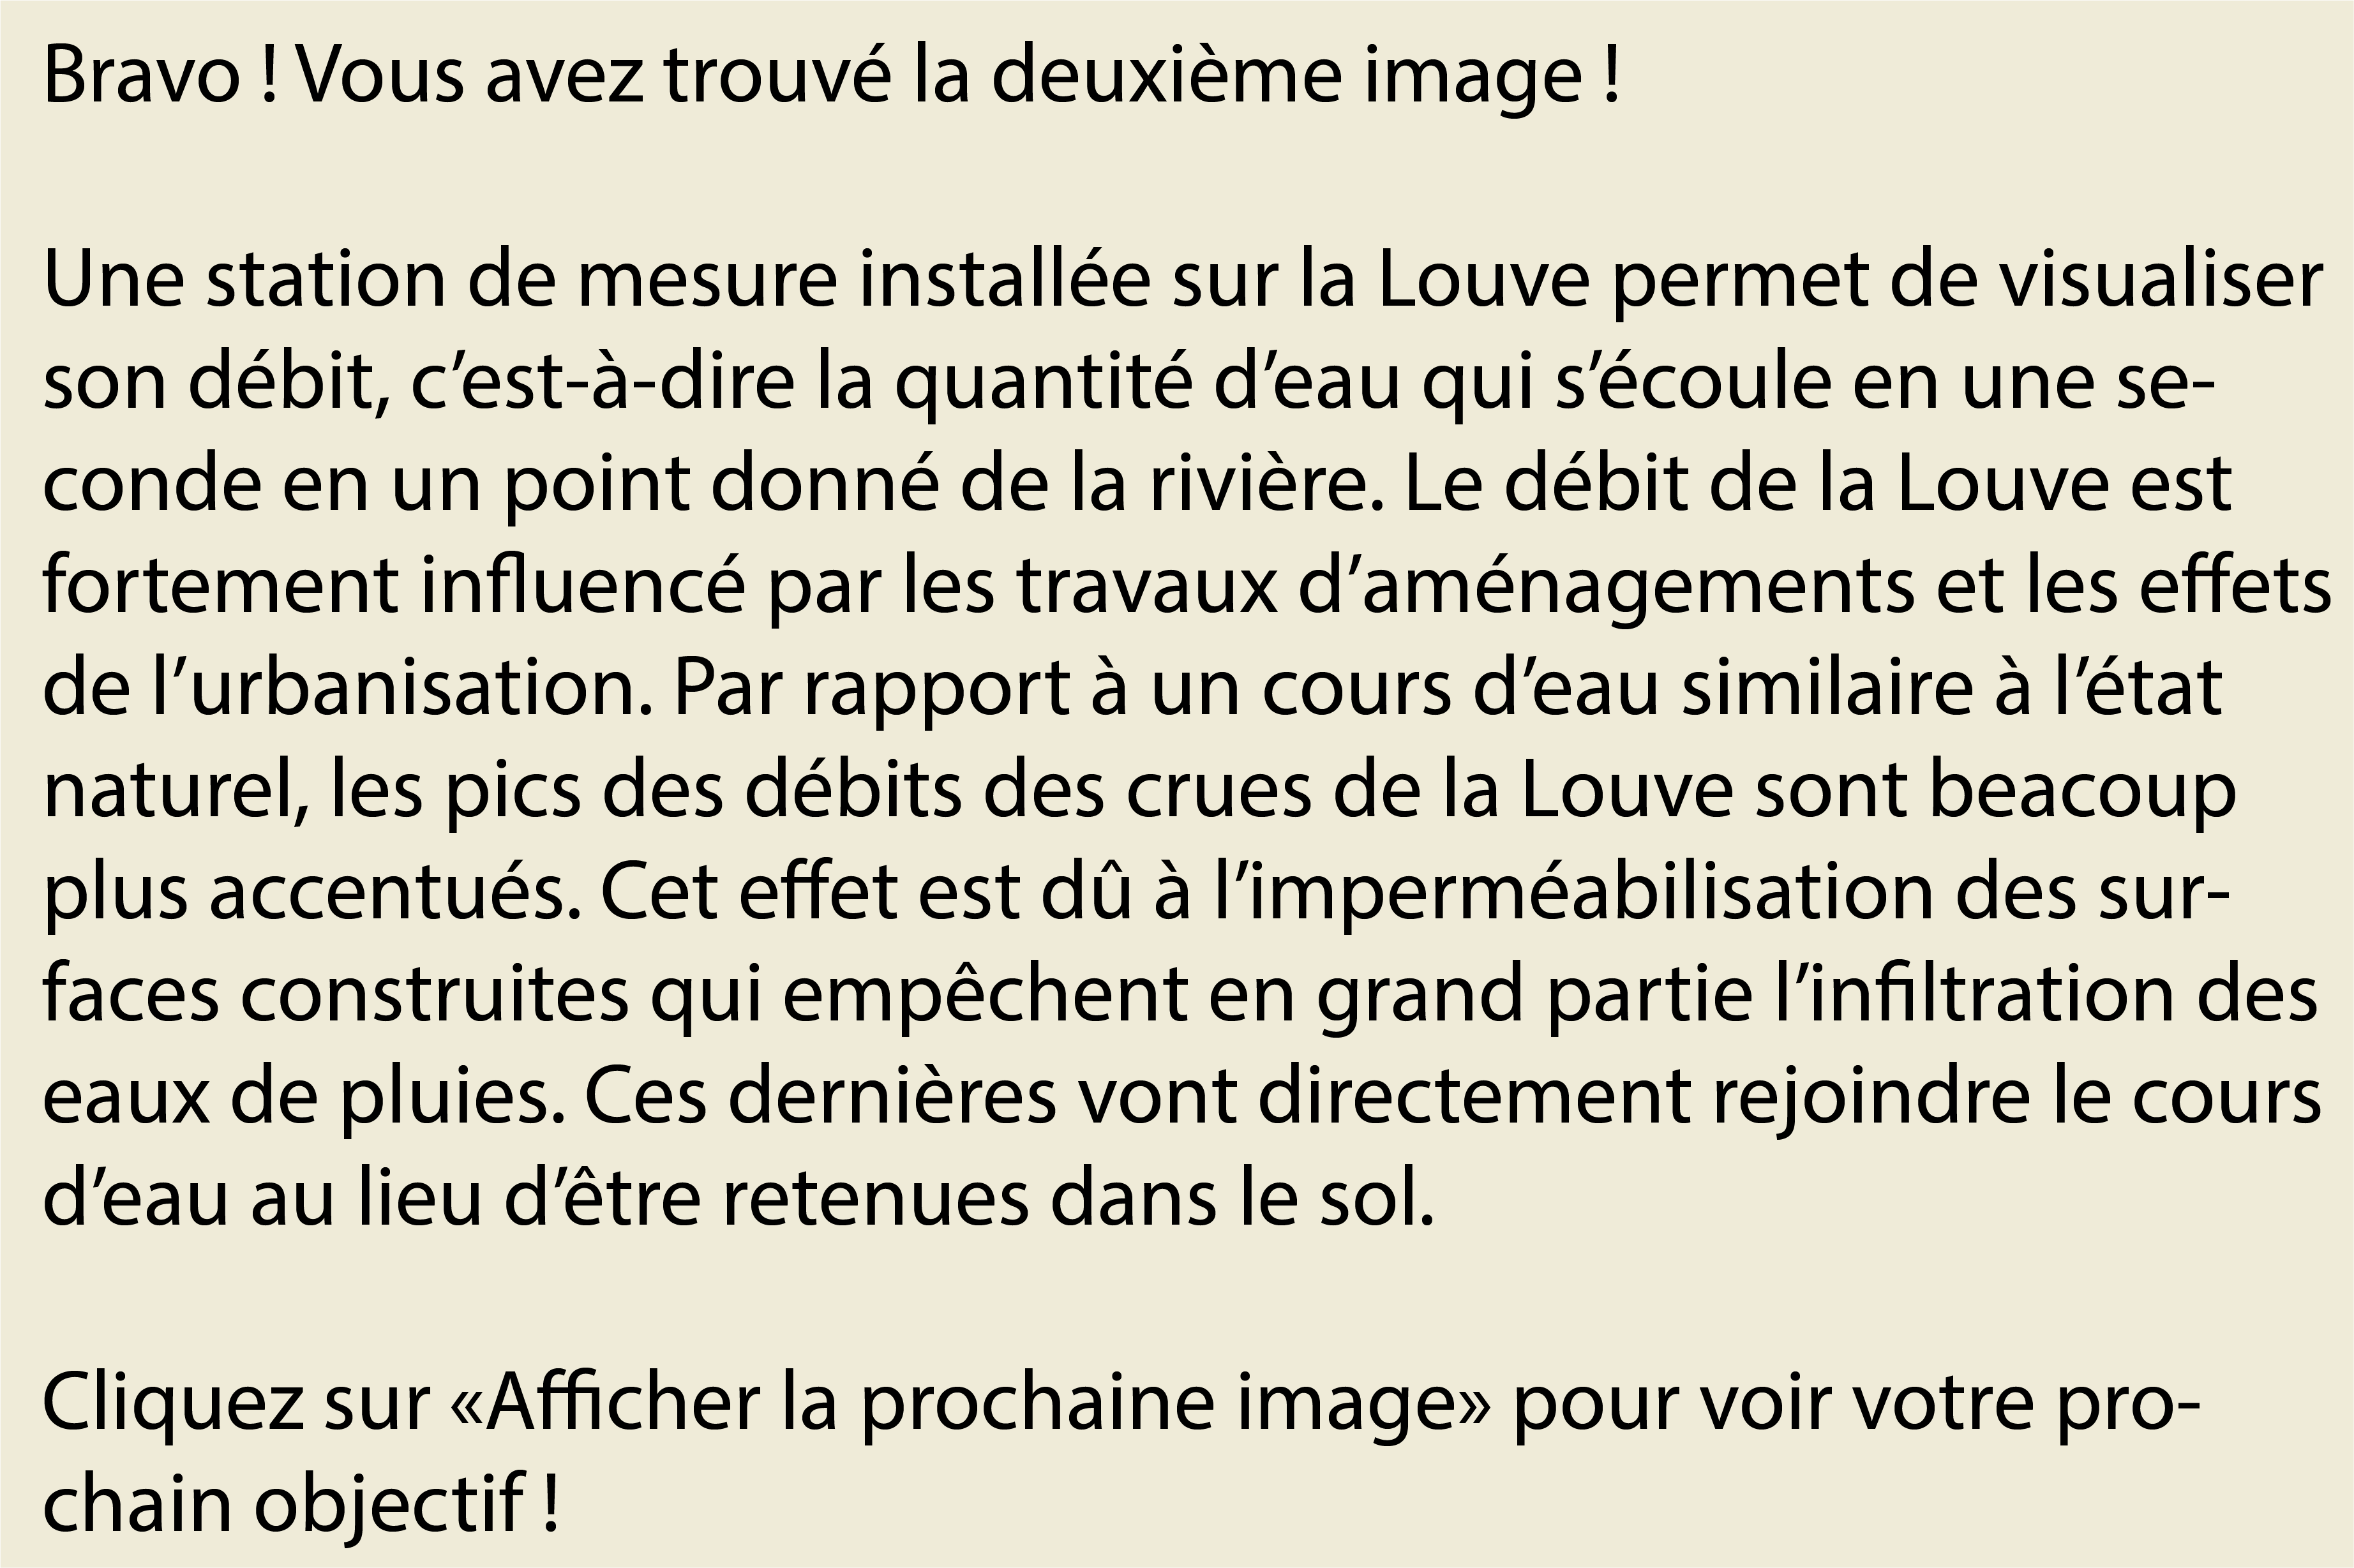 Bravo ! Vous avez trouvé la deuxième image !
Une station de mesure installée sur la Louve permet de visualiser
son débit, c’est-à-dire la quantité d’eau qui s’écoule en une se-
conde en un point donné de la rivière. Le débit de la Louve est
fortement influencé par les travaux d’aménagements et les effets
de l’urbanisation. Par rapport à un cours d’eau similaire à l’état
naturel, les pics des débits des crues de la Louve sont beacoup
plus accentués. Cet effet est dû à l’imperméabilisation des sur-
faces construites qui empêchent en grand partie l’infiltration des
eaux de pluies. Ces dernières vont directement rejoindre le cours
d’eau au lieu d’être retenues dans le sol.
Cliquez sur «Afficher la prochaine image» pour voir votre pro-
chain objectif !